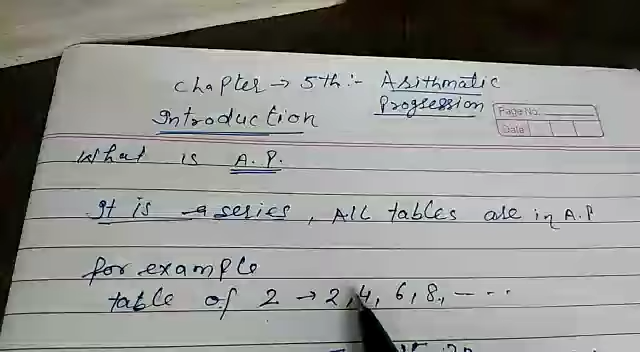 Chapter → 5th :- Arithmatic
Progression
Introduction
Page No.
Date
What is A.P.
It is a series, All tables are in A.P
for example
table of 2 → 2, 4, 6, 8, ----